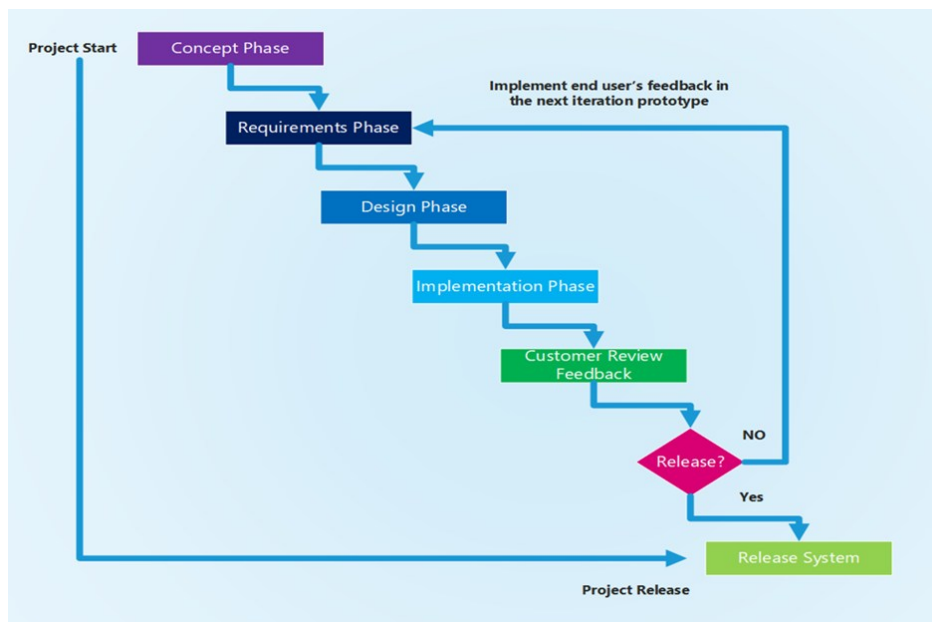 Project Start
Concept Phase
Implement end user's feedback in
the next iteration prototype
Requirements Phase
Design Phase
Implementation Phase
Customer Review
Feedback
NO
Release?
Yes
Release System
Project Release